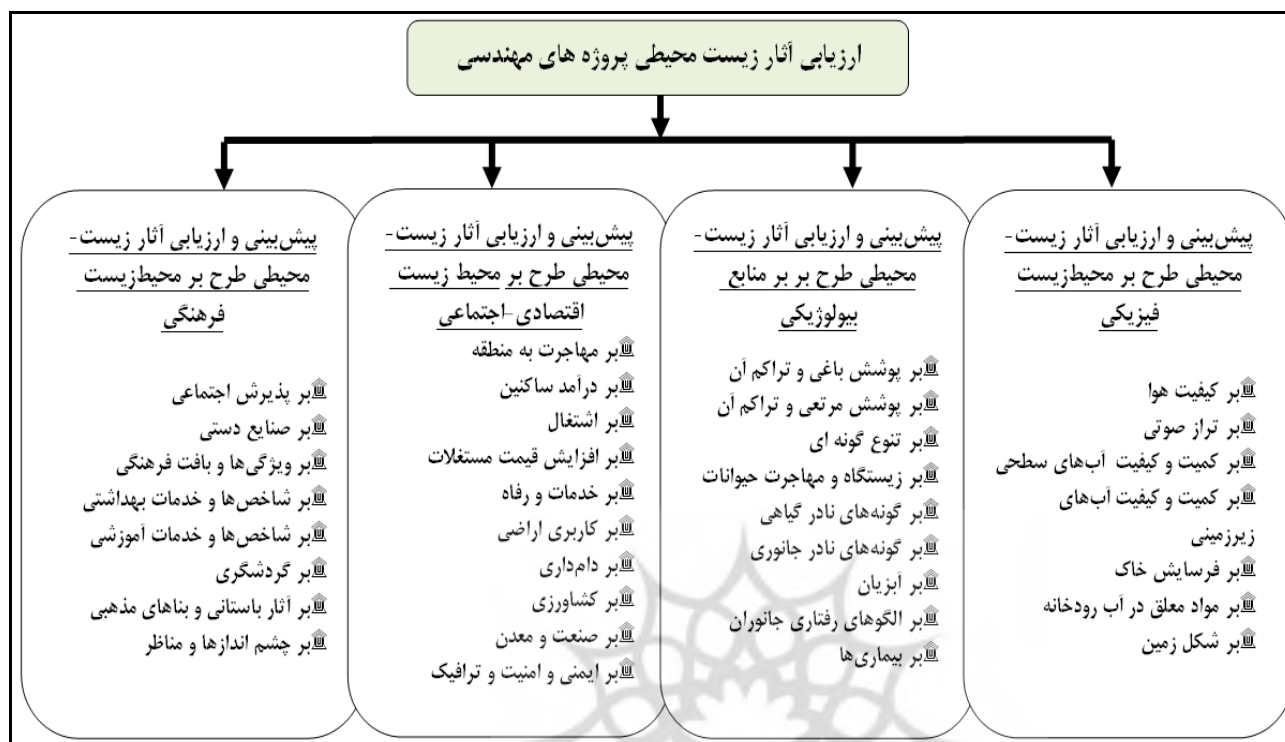 ارزیابی آثار زیست محیطی پروژه های مهندسی
پیش‌بینی و ارزیابی آثار زیست-
محیطی طرح بر محیط‌زیست
فیزیکی
بر کیفیت هوا
بر تراز صوتی
بر کمیت و کیفیت آب‌های سطحی
بر کمیت و کیفیت آب‌های
زیرزمینی
بر فرسایش خاک
بر مواد معلق در آب رودخانه
بر شکل زمین
پیش‌بینی و ارزیابی آثار زیست-
محیطی طرح بر بر منابع
بیولوژیکی
بر پوشش باغی و تراکم آن
بر پوشش مرتعی و تراکم آن
بر تنوع گونه ای
بر زیستگاه و مهاجرت حیوانات
بر گونه‌های نادر گیاهی
بر گونه‌های نادر جانوری
بر آبزیان
بر الگوهای رفتاری جانوران
بر بیماری‌ها
پیش‌بینی و ارزیابی آثار زیست-
محیطی طرح بر محیط زیست
اقتصادی-اجتماعی
بر مهاجرت به منطقه
بر درآمد ساکنین
بر اشتغال
بر افزایش قیمت مستغلات
بر خدمات و رفاه
بر کاربری اراضی
بر دام‌داری
بر کشاورزی
بر صنعت و معدن
بر ایمنی و امنیت و ترافیک
پیش‌بینی و ارزیابی آثار زیست-
محیطی طرح بر محیط‌زیست
فرهنگی
بر پذیرش اجتماعی
بر صنایع دستی
بر ویژگی‌ها و بافت فرهنگی
بر شاخص‌ها و خدمات بهداشتی
بر شاخص‌ها و خدمات آموزشی
بر گردشگری
بر آثار باستانی و بناهای مذهبی
بر چشم اندازها و مناظر